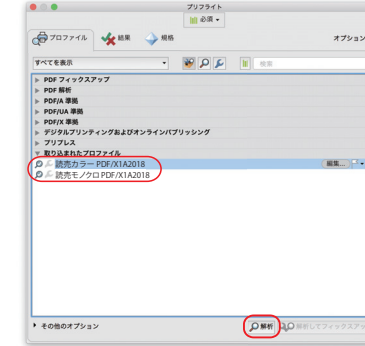 プリフライト
必須
プロファイル 結果 規格 オプション
すべてを表示 検索
PDF フィックスアップ
PDF 解析
PDF/A 準拠
PDF/UA 準拠
PDF/X 準拠
デジタルプリンティングおよびオンラインパブリッシング
プリプレス
取り込まれたプロファイル
読売カラー PDF/X1A2018 編集...
読売モノクロ PDF/X1A2018
その他のオプション 解析 解析してフィックスアップ